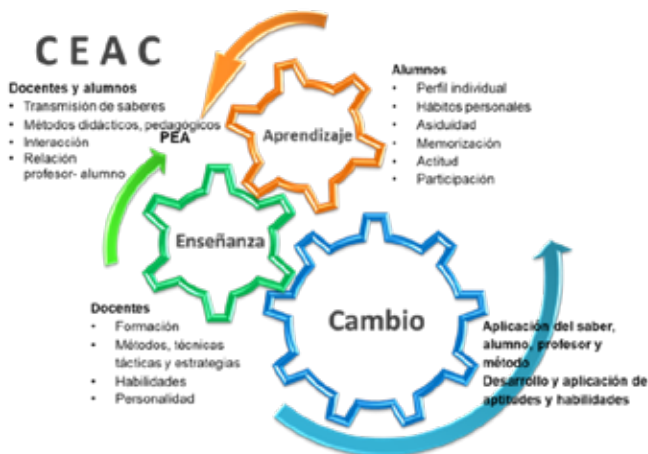 CEAC
Docentes y alumnos
• Transmisión de saberes
• Métodos didácticos, pedagógicos
• Interacción
• Relación
profesor- alumno
PEA
Aprendizaje
Alumnos
• Perfil individual
• Hábitos personales
• Asiduidad
• Memorización
• Actitud
• Participación
Enseñanza
Docentes
• Formación
• Métodos, técnicas
tácticas y estrategias
• Habilidades
• Personalidad
Cambio
Aplicación del saber,
alumno, profesor y
método
Desarrollo y aplicación de
aptitudes y habilidades